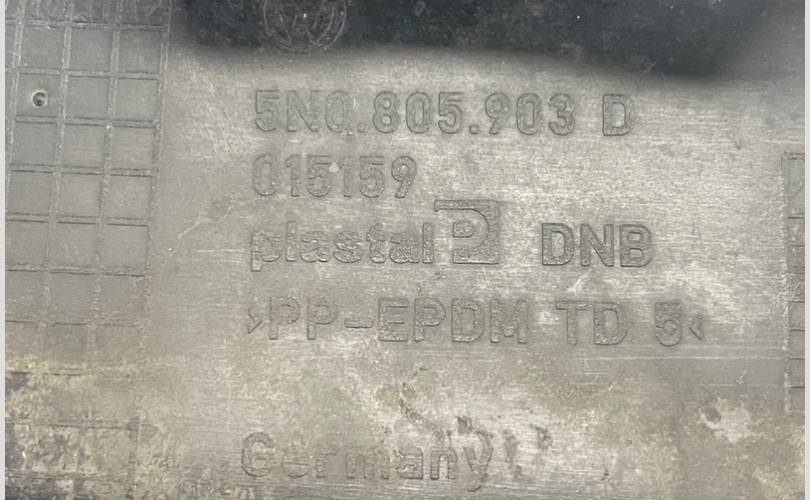 5N0.805.903 D
015159
plastal DNB
>PP-EPDM TD 5<
Germany